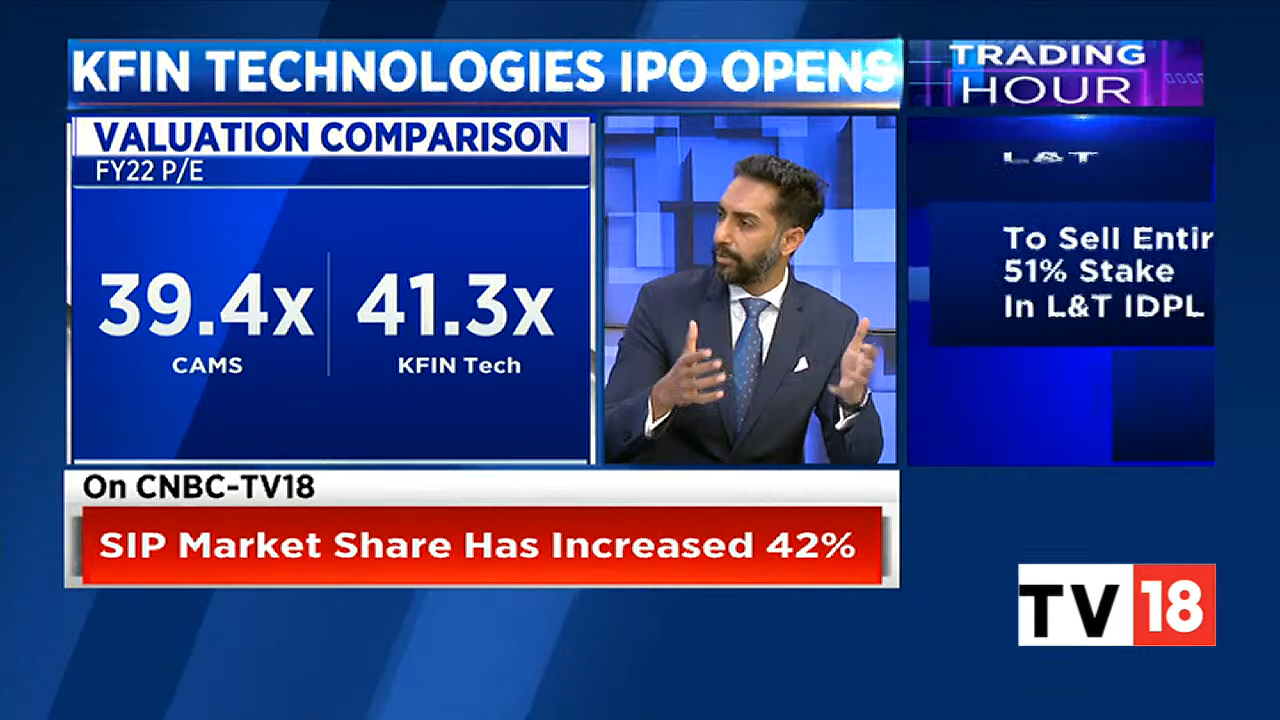 KFIN TECHNOLOGIES IPO OPENS
TRADING
HOUR
VALUATION COMPARISON
FY22 P/E
39.4x
CAMS
41.3x
KFIN Tech
L&T
To Sell Entir
51% Stake
In L&T IDPL
On CNBC-TV18
SIP Market Share Has Increased 42%
TV18